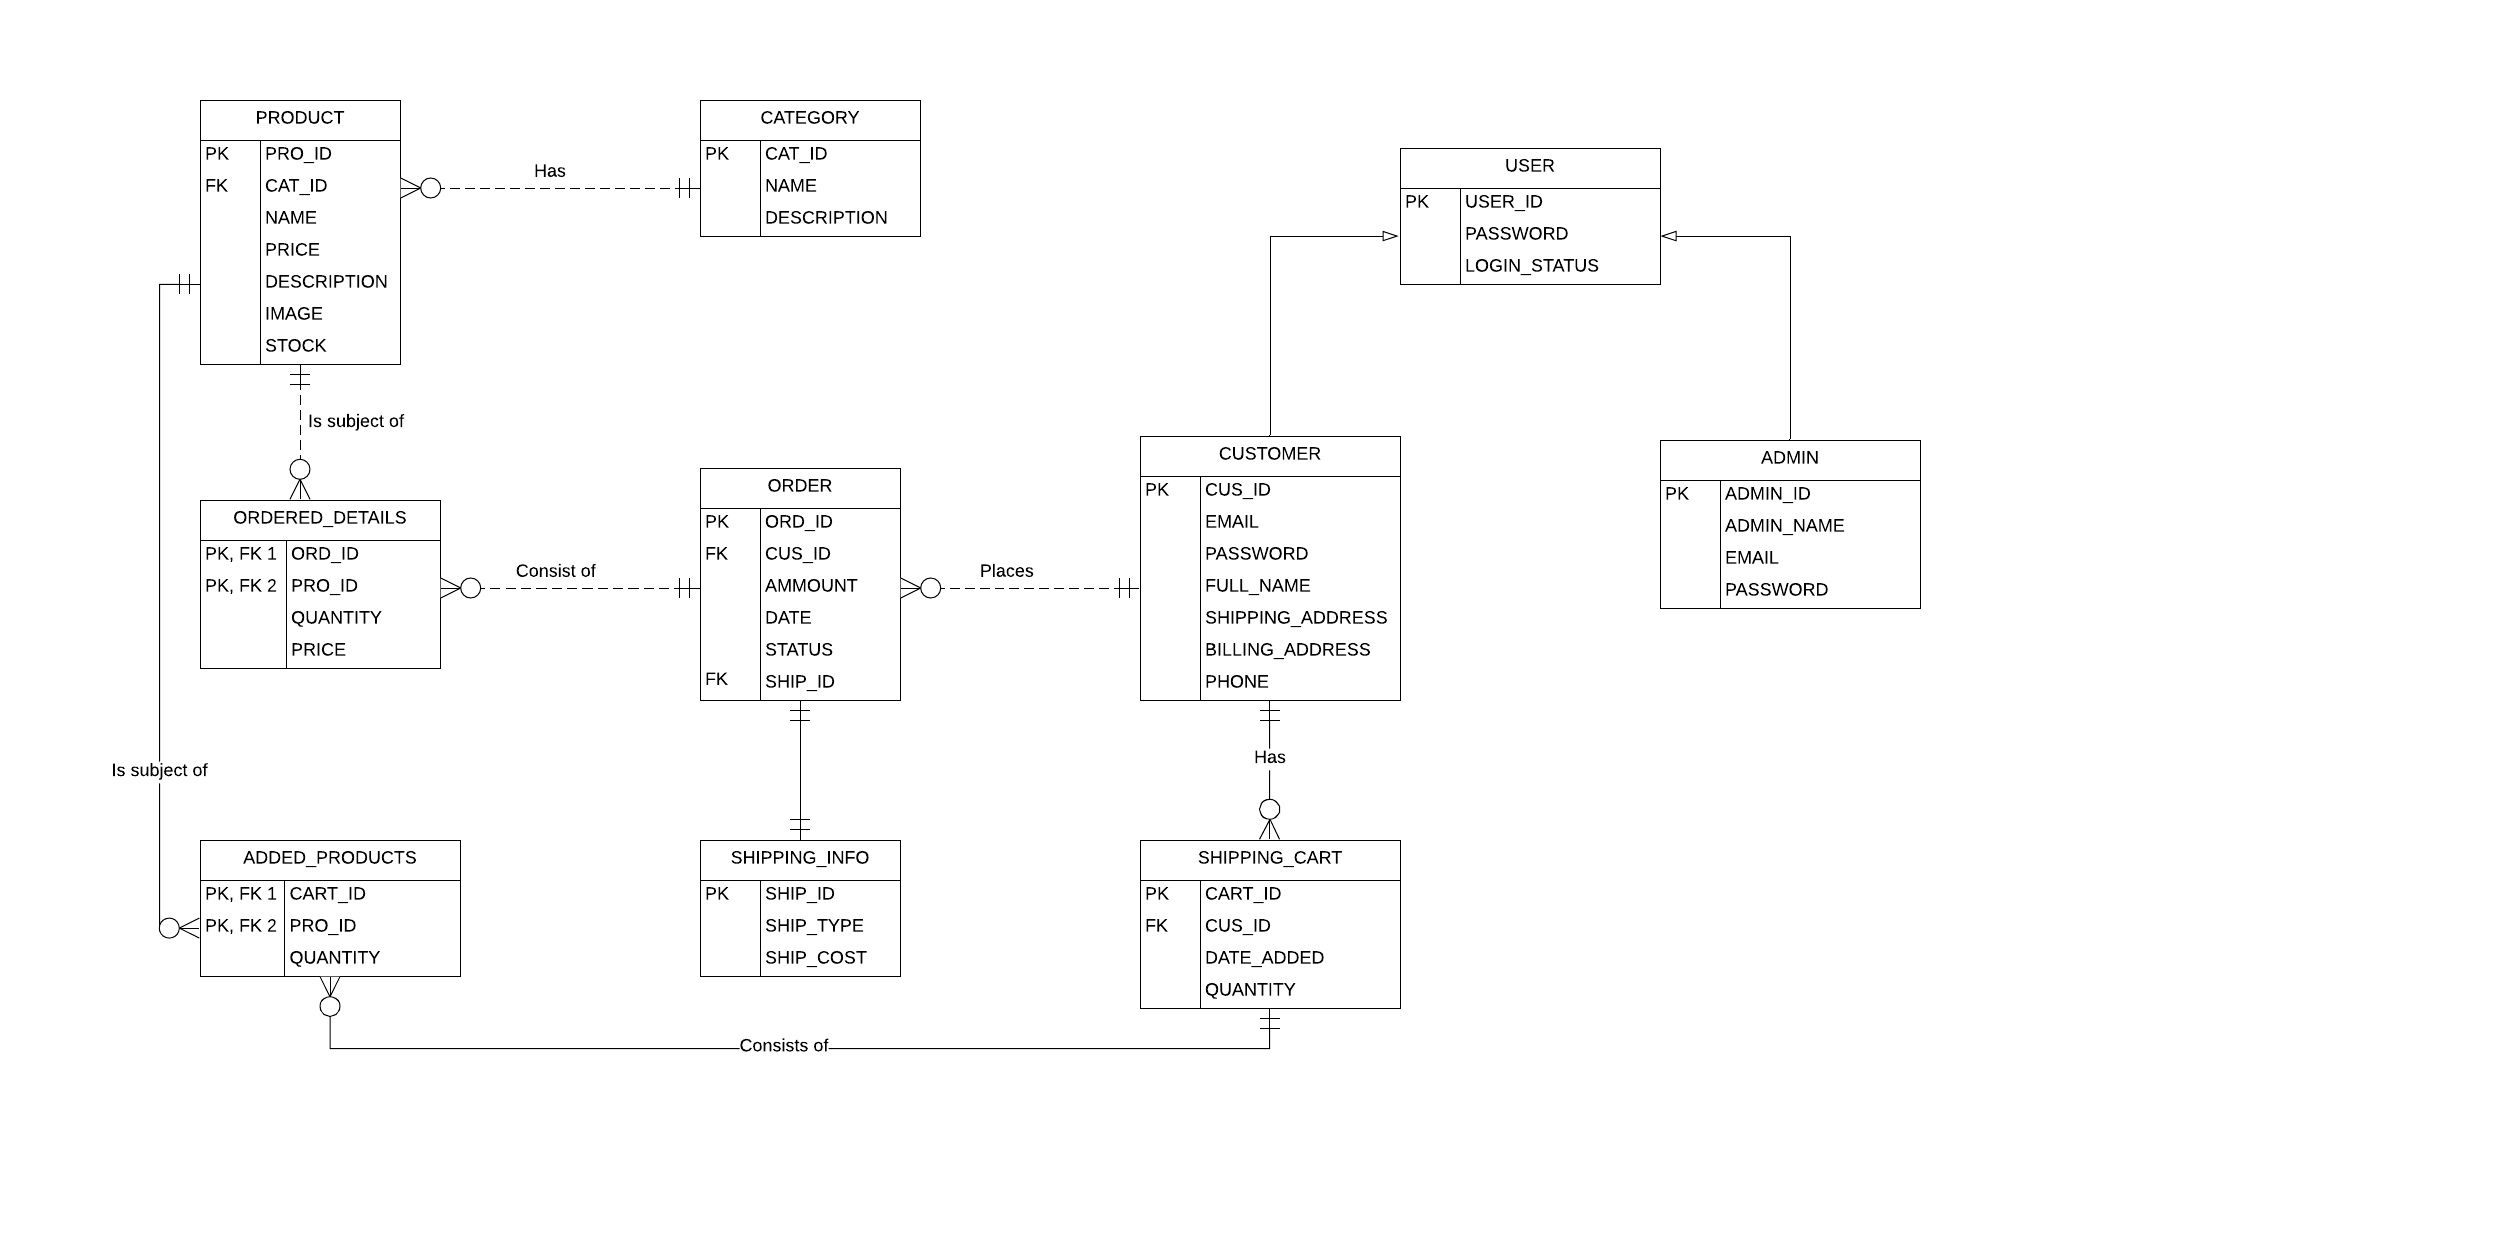 PRODUCT
PK PRO_ID
FK CAT_ID
NAME
PRICE
DESCRIPTION
IMAGE
STOCK
Has
CATEGORY
PK CAT_ID
NAME
DESCRIPTION
USER
PK USER_ID
PASSWORD
LOGIN_STATUS
Is subject of
ORDERED_DETAILS
PK, FK 1 ORD_ID
PK, FK 2 PRO_ID
QUANTITY
PRICE
Consist of
ORDER
PK ORD_ID
FK CUS_ID
AMMOUNT
DATE
STATUS
FK SHIP_ID
Places
CUSTOMER
PK CUS_ID
EMAIL
PASSWORD
FULL_NAME
SHIPPING_ADDRESS
BILLING_ADDRESS
PHONE
ADMIN
PK ADMIN_ID
ADMIN_NAME
EMAIL
PASSWORD
Is subject of
Has
ADDED_PRODUCTS
PK, FK 1 CART_ID
PK, FK 2 PRO_ID
QUANTITY
SHIPPING_INFO
PK SHIP_ID
SHIP_TYPE
SHIP_COST
SHIPPING_CART
PK CART_ID
FK CUS_ID
DATE_ADDED
QUANTITY
Consists of